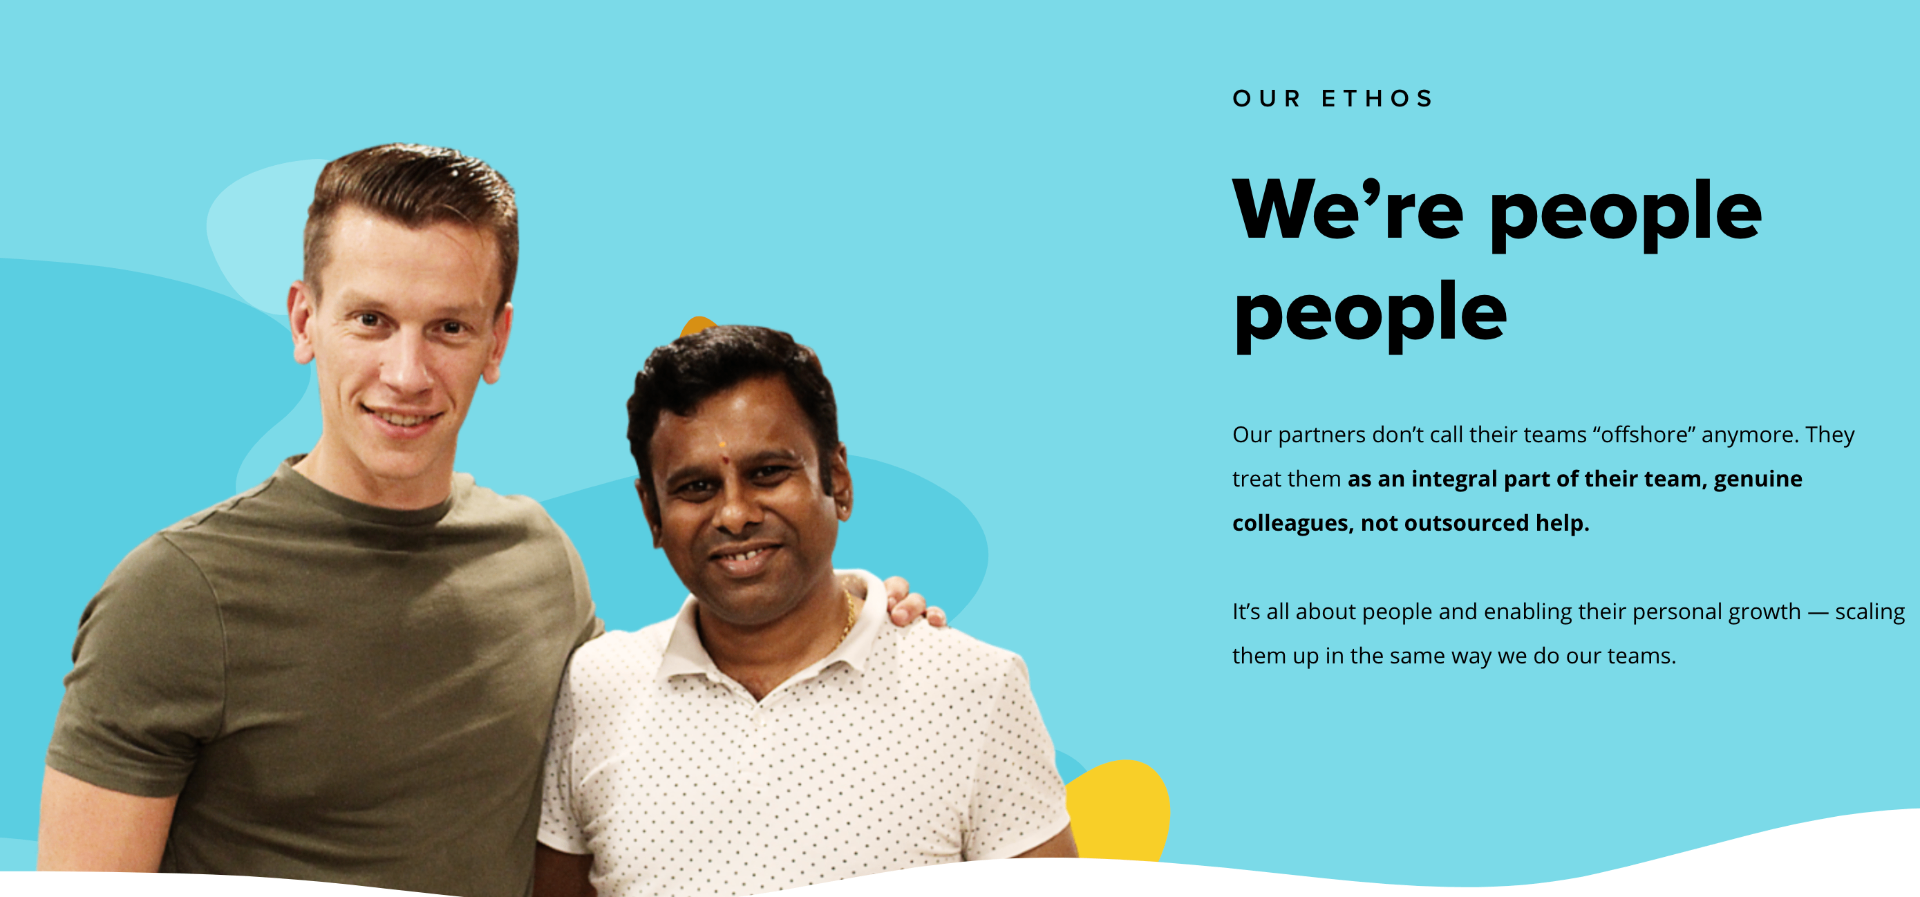 OUR ETHOS
We’re people
people
Our partners don’t call their teams “offshore” anymore. They
treat them as an integral part of their team, genuine
colleagues, not outsourced help.
It’s all about people and enabling their personal growth — scaling
them up in the same way we do our teams.